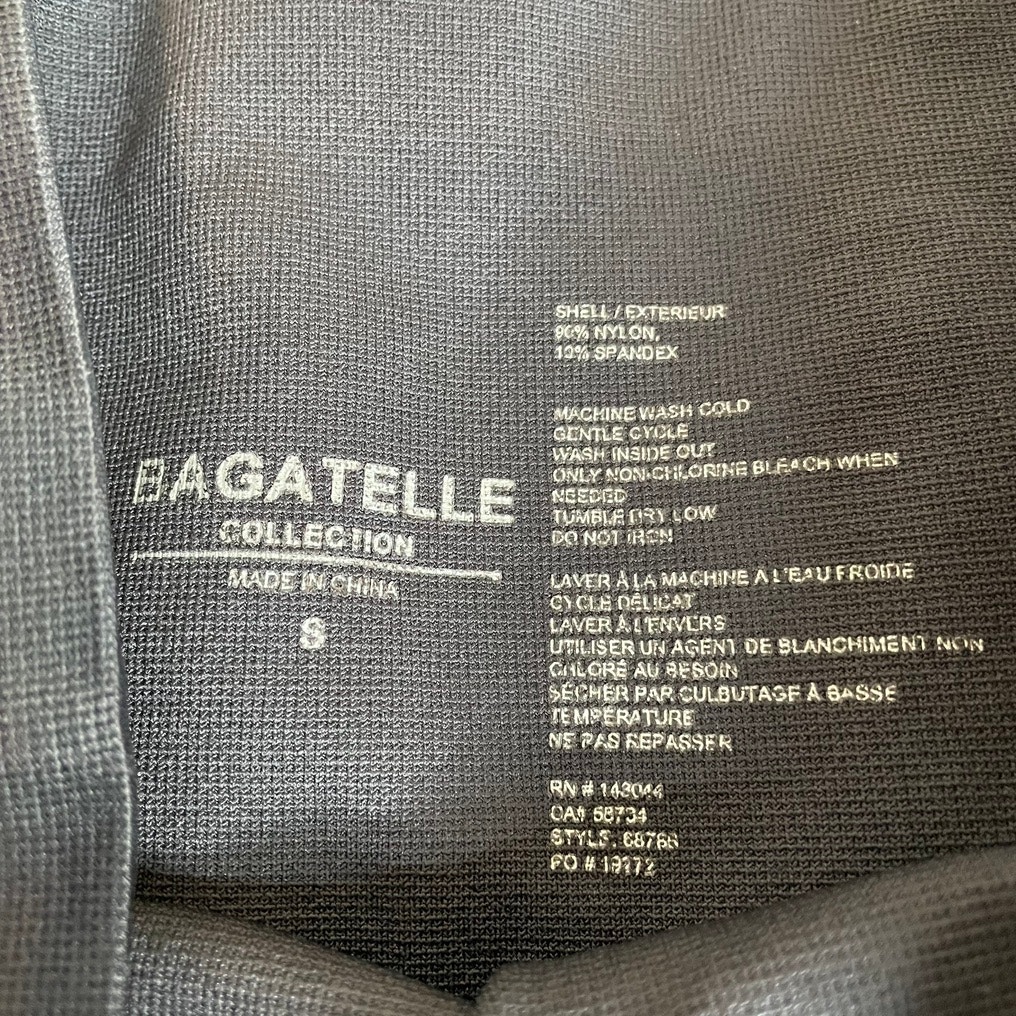 BAGATELLE
COLLECTION
MADE IN CHINA
S
SHELL / EXTERIEUR
90% NYLON,
10% SPANDEX
MACHINE WASH COLD
GENTLE CYCLE
WASH INSIDE OUT
ONLY NON-CHLORINE BLEACH WHEN
NEEDED
TUMBLE DRY LOW
DO NOT IRON
LAVER À LA MACHINE A L'EAU FROIDE
CYCLE DÉLICAT
LAVER À L'ENVERS
UTILISER UN AGENT DE BLANCHIMENT NON
CHLORÉ AU BESOIN
SÉCHER PAR CULBUTAGE À BASSE
TEMPÉRATURE
NE PAS REPASSER
RN # 143044
CA#
STYLE:
PO #